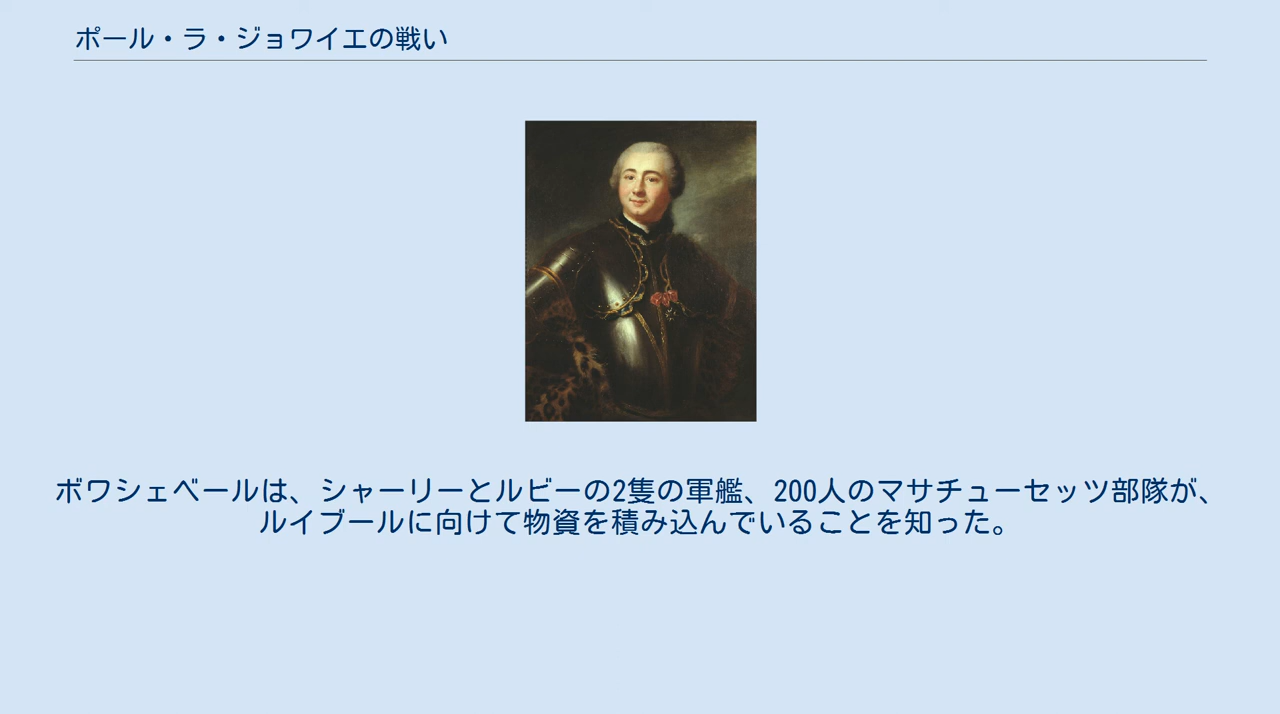 ポール・ラ・ジョワイエの戦い
ボワシェベールは、シャーリーとルビーの2隻の軍艦、200人のマサチューセッツ部隊が、
ルイブールに向けて物資を積み込んでいることを知った。